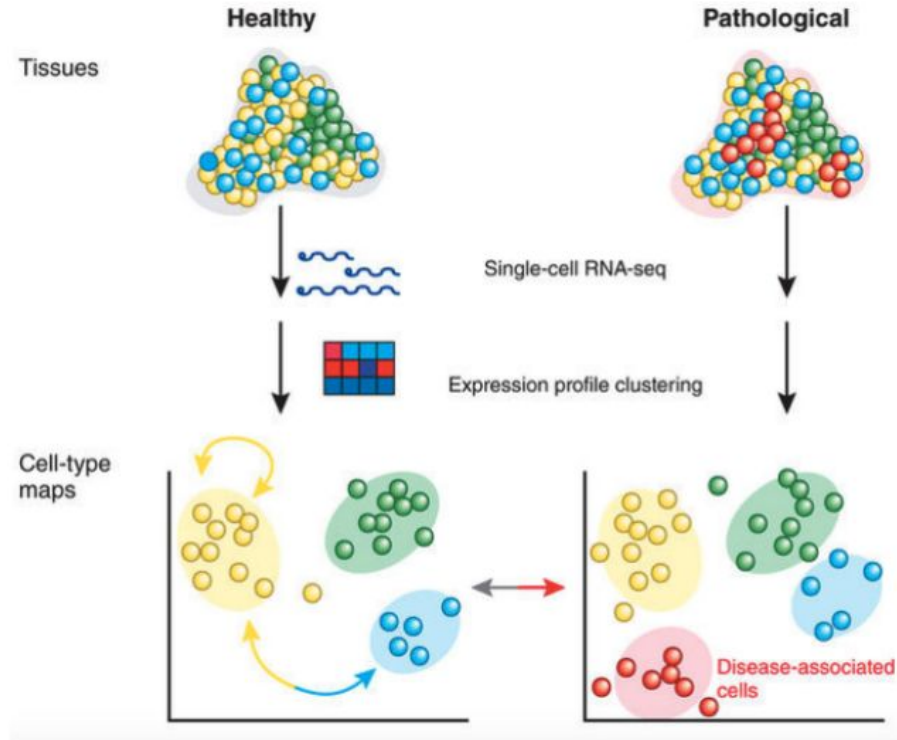 Healthy
Pathological
Tissues
Single-cell RNA-seq
Expression profile clustering
Cell-type
maps
Disease-associated
cells